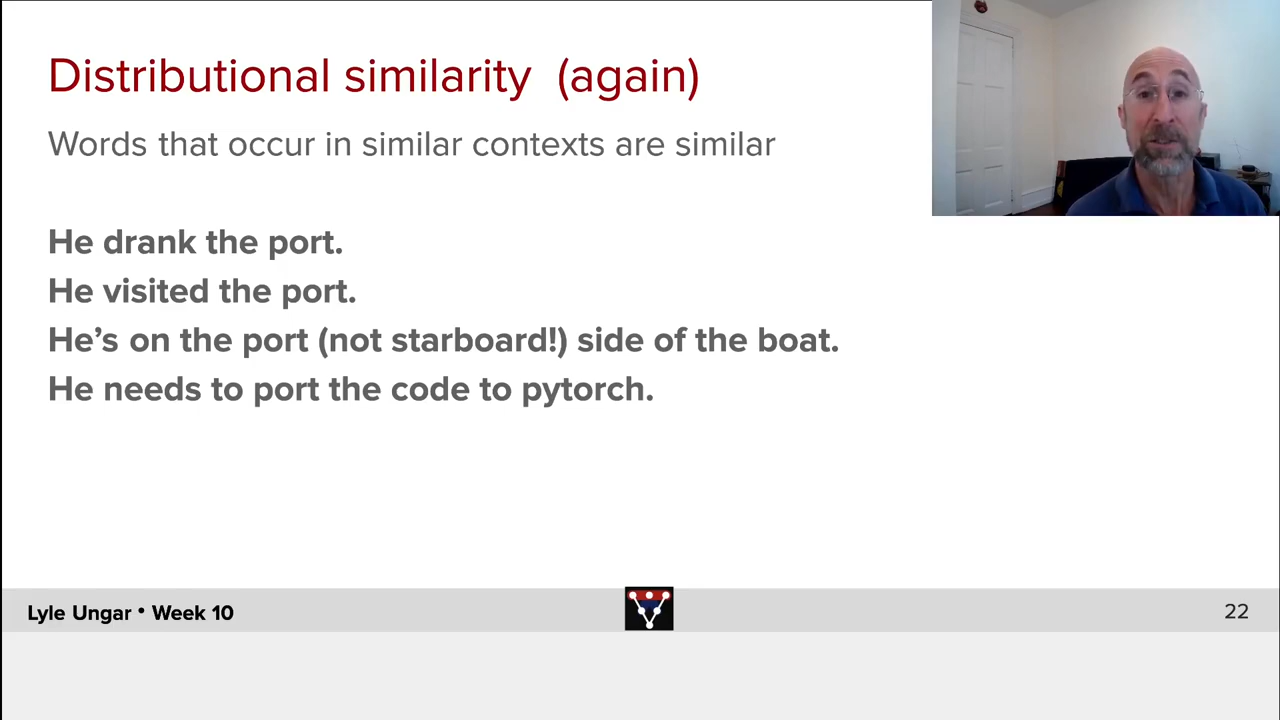 Distributional similarity (again)
Words that occur in similar contexts are similar
He drank the port.
He visited the port.
He’s on the port (not starboard!) side of the boat.
He needs to port the code to pytorch.
Lyle Ungar • Week 10
22